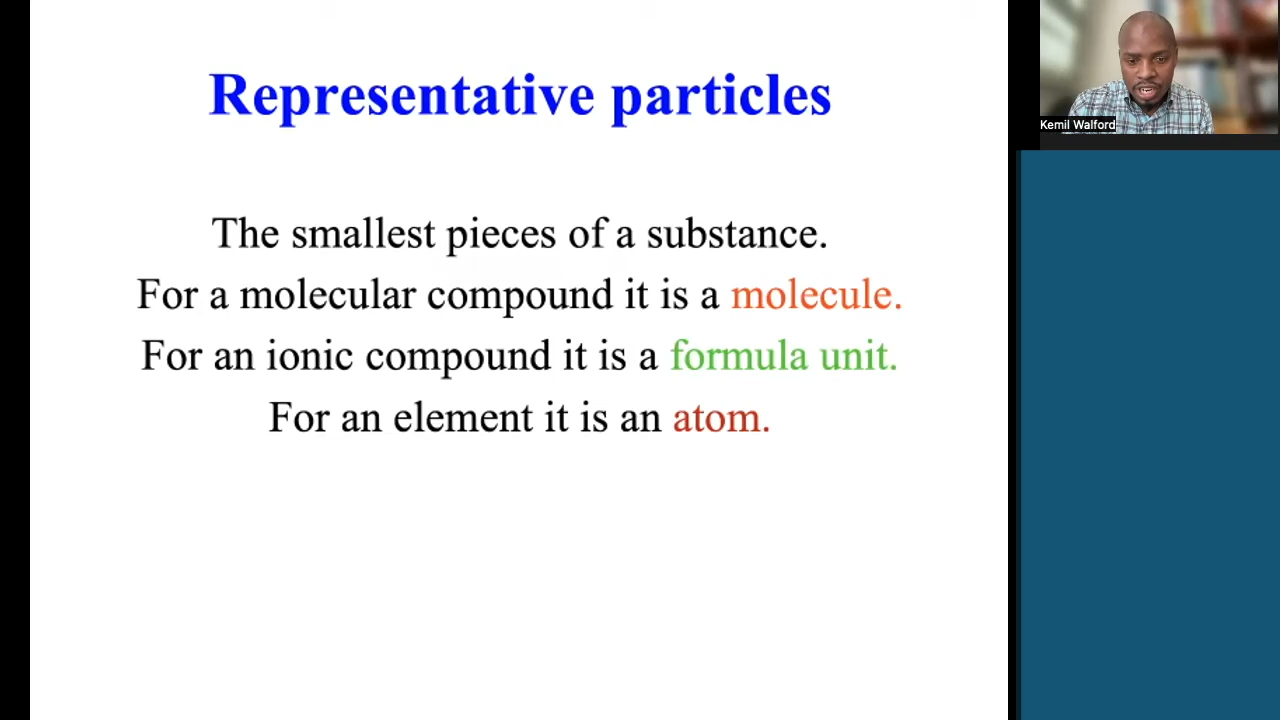 Representative particles
The smallest pieces of a substance.
For a molecular compound it is a molecule.
For an ionic compound it is a formula unit.
For an element it is an atom.
Kemil Walford